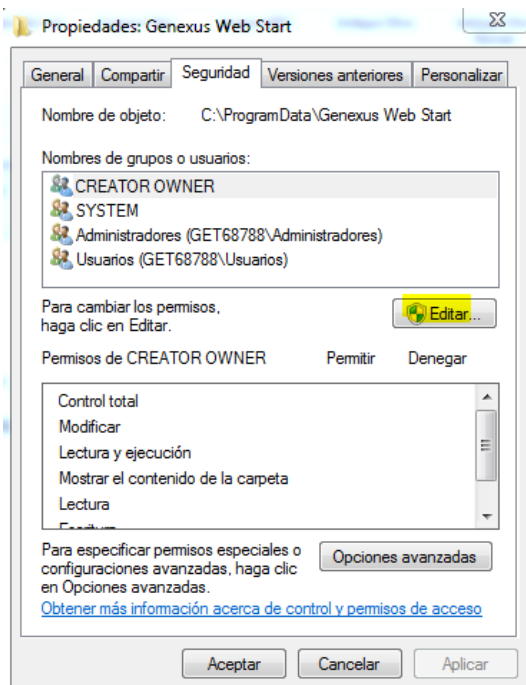 Propiedades: Genexus Web Start
General Compartir Seguridad Versiones anteriores Personalizar
Nombre de objeto: C:\ProgramData\Genexus Web Start
Nombres de grupos o usuarios:
CREATOR OWNER
SYSTEM
Administradores (GET68788\Administradores)
Usuarios (GET68788\Usuarios)
Para cambiar los permisos,
haga clic en Editar.
Editar...
Permisos de CREATOR OWNER Permitir Denegar
Control total
Modificar
Lectura y ejecución
Mostrar el contenido de la carpeta
Lectura
Para especificar permisos especiales o
configuraciones avanzadas, haga clic
en Opciones avanzadas.
Opciones avanzadas
Obtener más información acerca de control y permisos de acceso
Aceptar Cancelar Aplicar